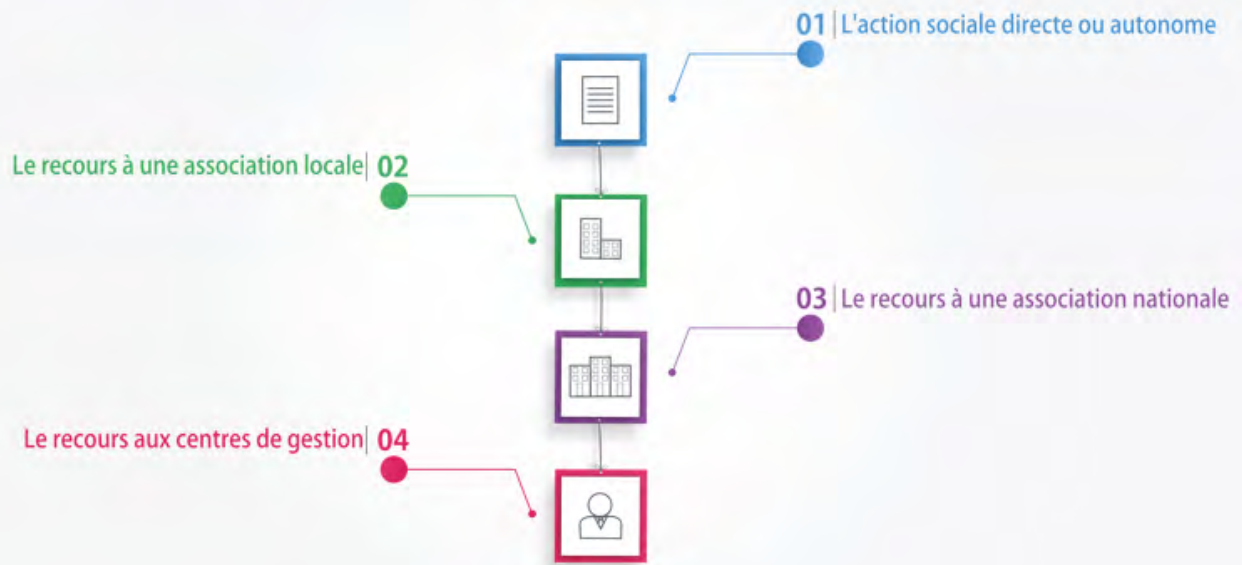 01 | L'action sociale directe ou autonome
Le recours à une association locale | 02
03 | Le recours à une association nationale
Le recours aux centres de gestion | 04